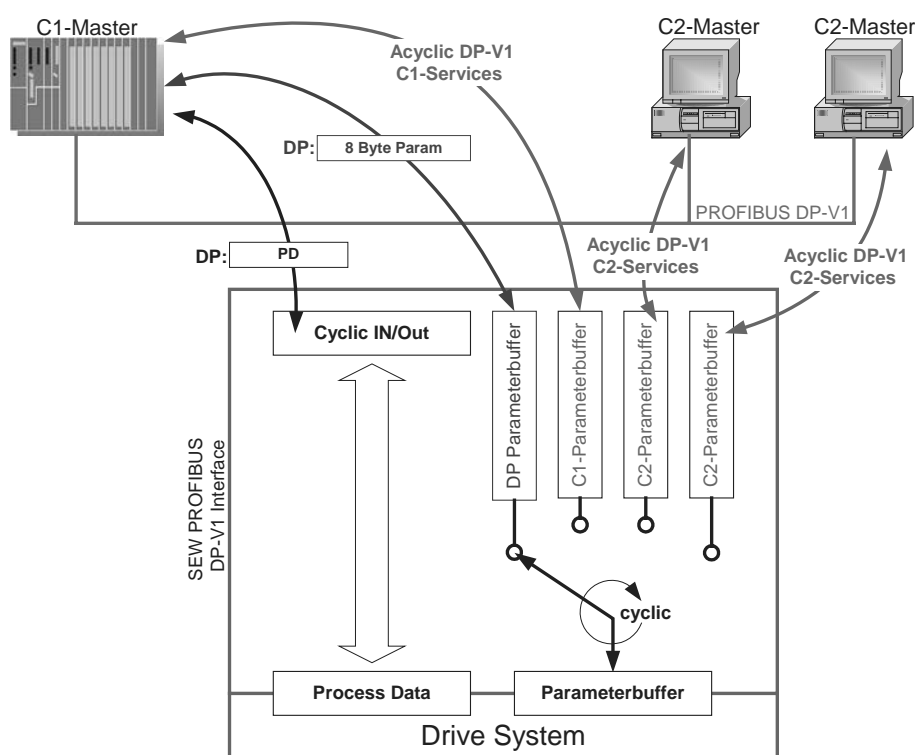 C1-Master
C2-Master
C2-Master
Acyclic DP-V1
C1-Services
DP:
8 Byte Param
PROFIBUS DP-V1
Acyclic DP-V1
C2-Services
Acyclic DP-V1
C2-Services
DP:
PD
Cyclic IN/Out
DP Parameterbuffer
C1-Parameterbuffer
C2-Parameterbuffer
C2-Parameterbuffer
SEW PROFIBUS
DP-V1 Interface
cyclic
Process Data
Parameterbuffer
Drive System